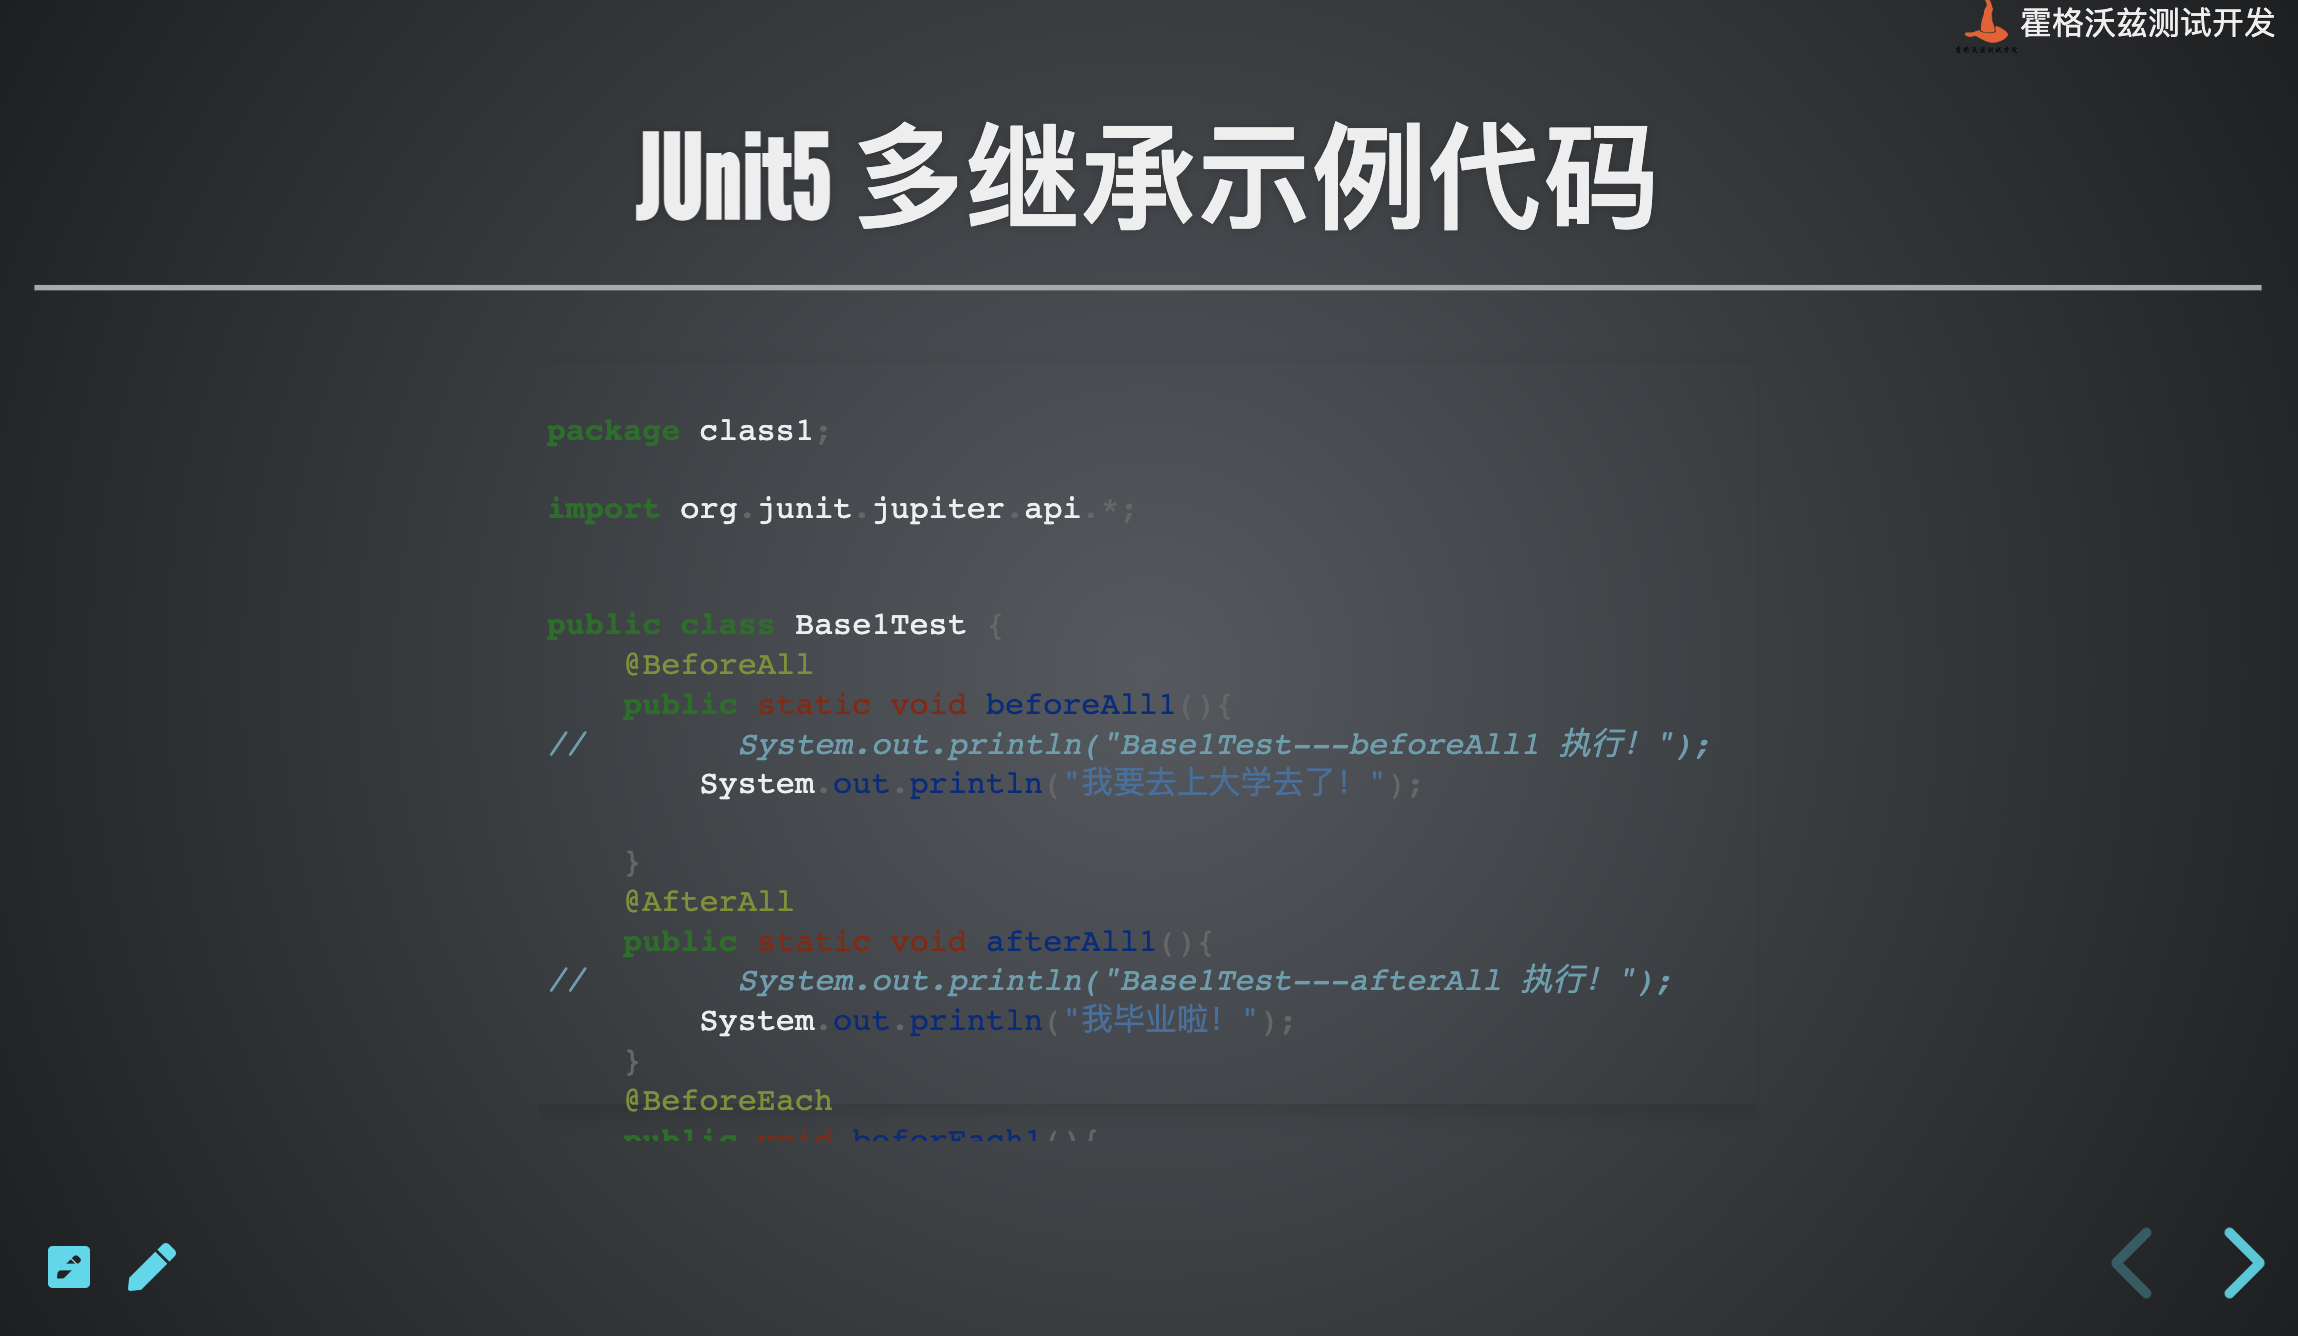 霍格沃兹测试开发
JUnit5 多继承示例代码
package class1;
import org.junit.jupiter.api.*;
public class Base1Test {
    @BeforeAll
    public static void beforeAll1(){
//        System.out.println("Base1Test---beforeAll1 执行！");
        System.out.println("我要去上大学去了！");
    }
    @AfterAll
    public static void afterAll1(){
//        System.out.println("Base1Test---afterAll 执行！");
        System.out.println("我毕业啦！");
    }
    @BeforeEach
    public void beforEach1(){